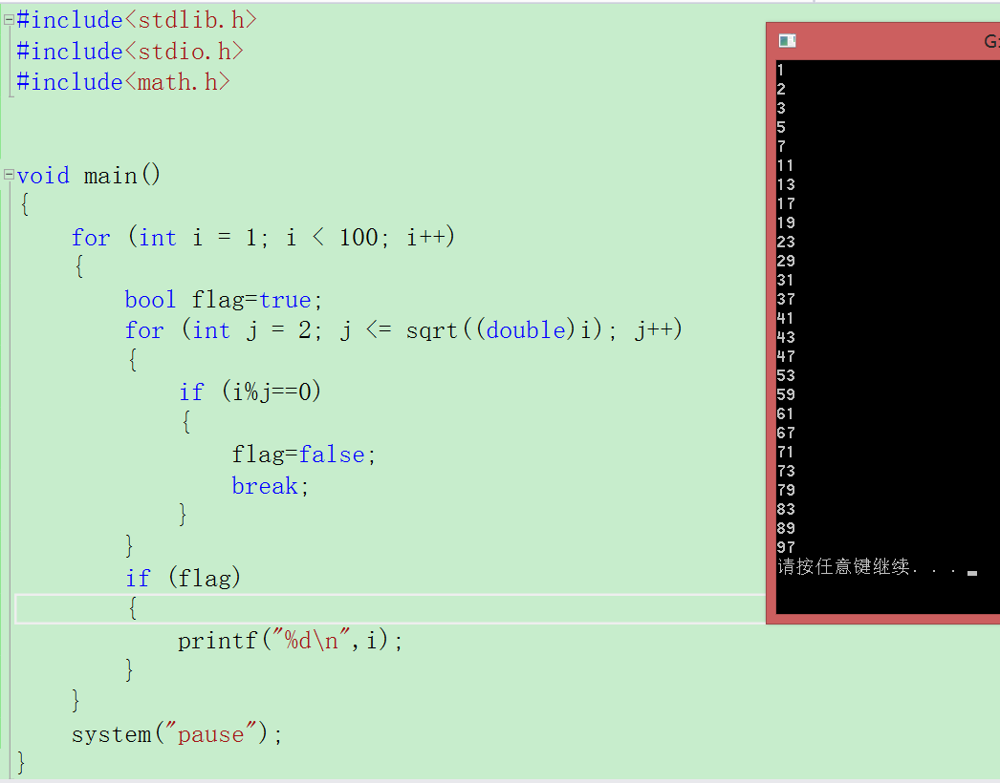 #include<stdlib.h>
#include<stdio.h>
#include<math.h>
void main()
{
for (int i = 1; i < 100; i++)
{
bool flag=true;
for (int j = 2; j <= sqrt((double)i); j++)
{
if (i%j==0)
{
flag=false;
break;
}
}
if (flag)
{
printf("%d\n",i);
}
}
system("pause");
}
1
2
3
5
7
11
13
17
19
23
29
31
37
41
43
47
53
59
61
67
71
73
79
83
89
97
请按任意键继续. . .